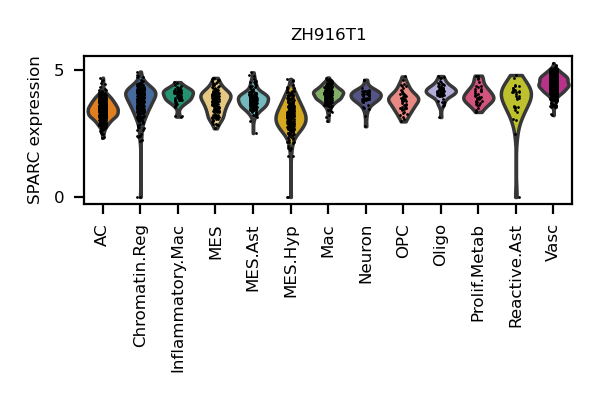 ZH916T1
SPARC expression
5
0
AC
Chromatin.Reg
Inflammatory.Mac
MES
MES.Ast
MES.Hyp
Mac
Neuron
OPC
Oligo
Prolif.Metab
Reactive.Ast
Vasc